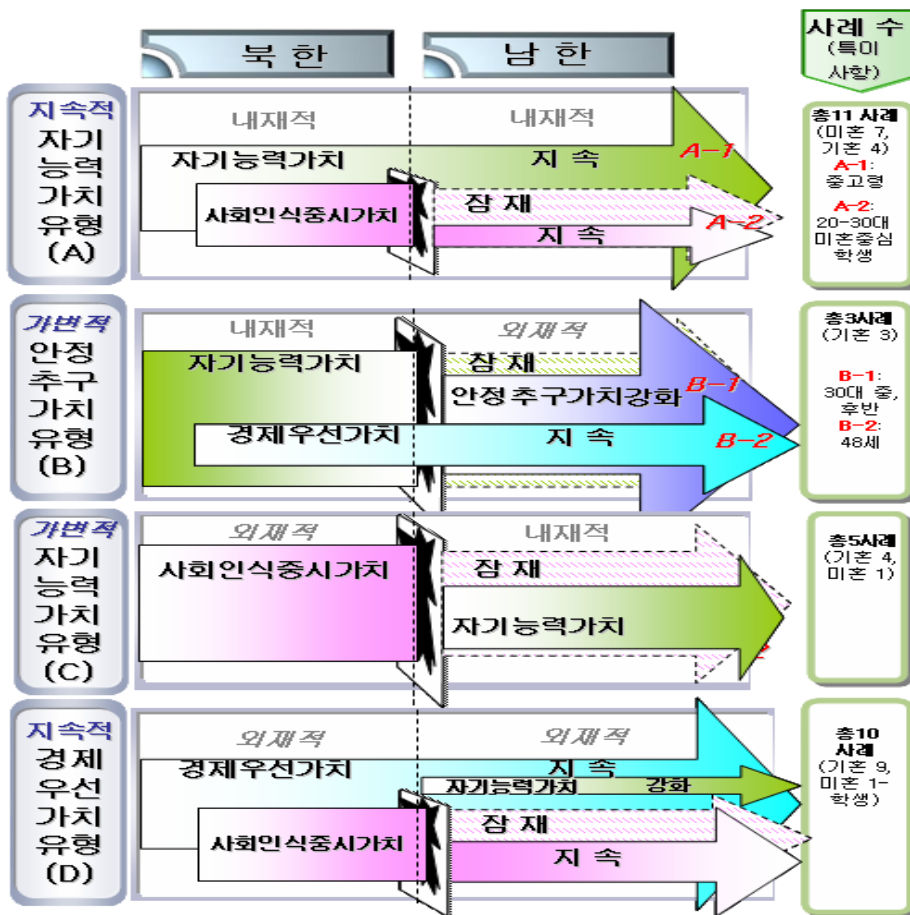 북 한
남 한
사례 수
(특이
사항)
지속적
자기
능력
가치
유형
(A)
내재적
내재적
자기능력가치
지 속
A-1
사회인식중시가치
잠 재
지 속
A-2
총11 사례
(미혼 7,
기혼 4)
A-1:
중고형
A-2:
20-30대
미혼중심
학생
가변적
안정
추구
가치
유형
(B)
내재적
외재적
자기능력가치
잠 재
안정추구가치강화
B-1
경제우선가치
지 속
B-2
총3사례
(기혼 3)
B-1:
30대 중,
후반
B-2:
48세
가변적
자기
능력
가치
유형
(C)
외재적
내재적
사회인식중시가치
잠 재
자기능력가치
총5사례
(기혼 4,
미혼 1)
지속적
경제
우선
가치
유형
(D)
외재적
외재적
경제우선가치
지 속
자기능력가치
강화
사회인식중시가치
잠 재
지 속
총10
사례
(기혼 9,
미혼 1-
학생)